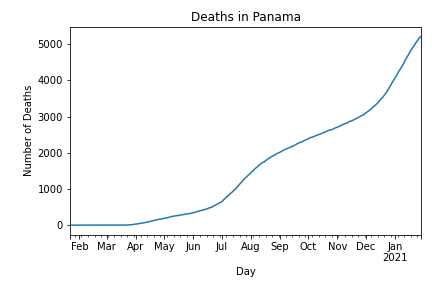 Deaths in Panama
Number of Deaths
5000
4000
3000
2000
1000
0
Feb Mar Apr May Jun Jul Aug Sep Oct Nov Dec Jan
2021
Day